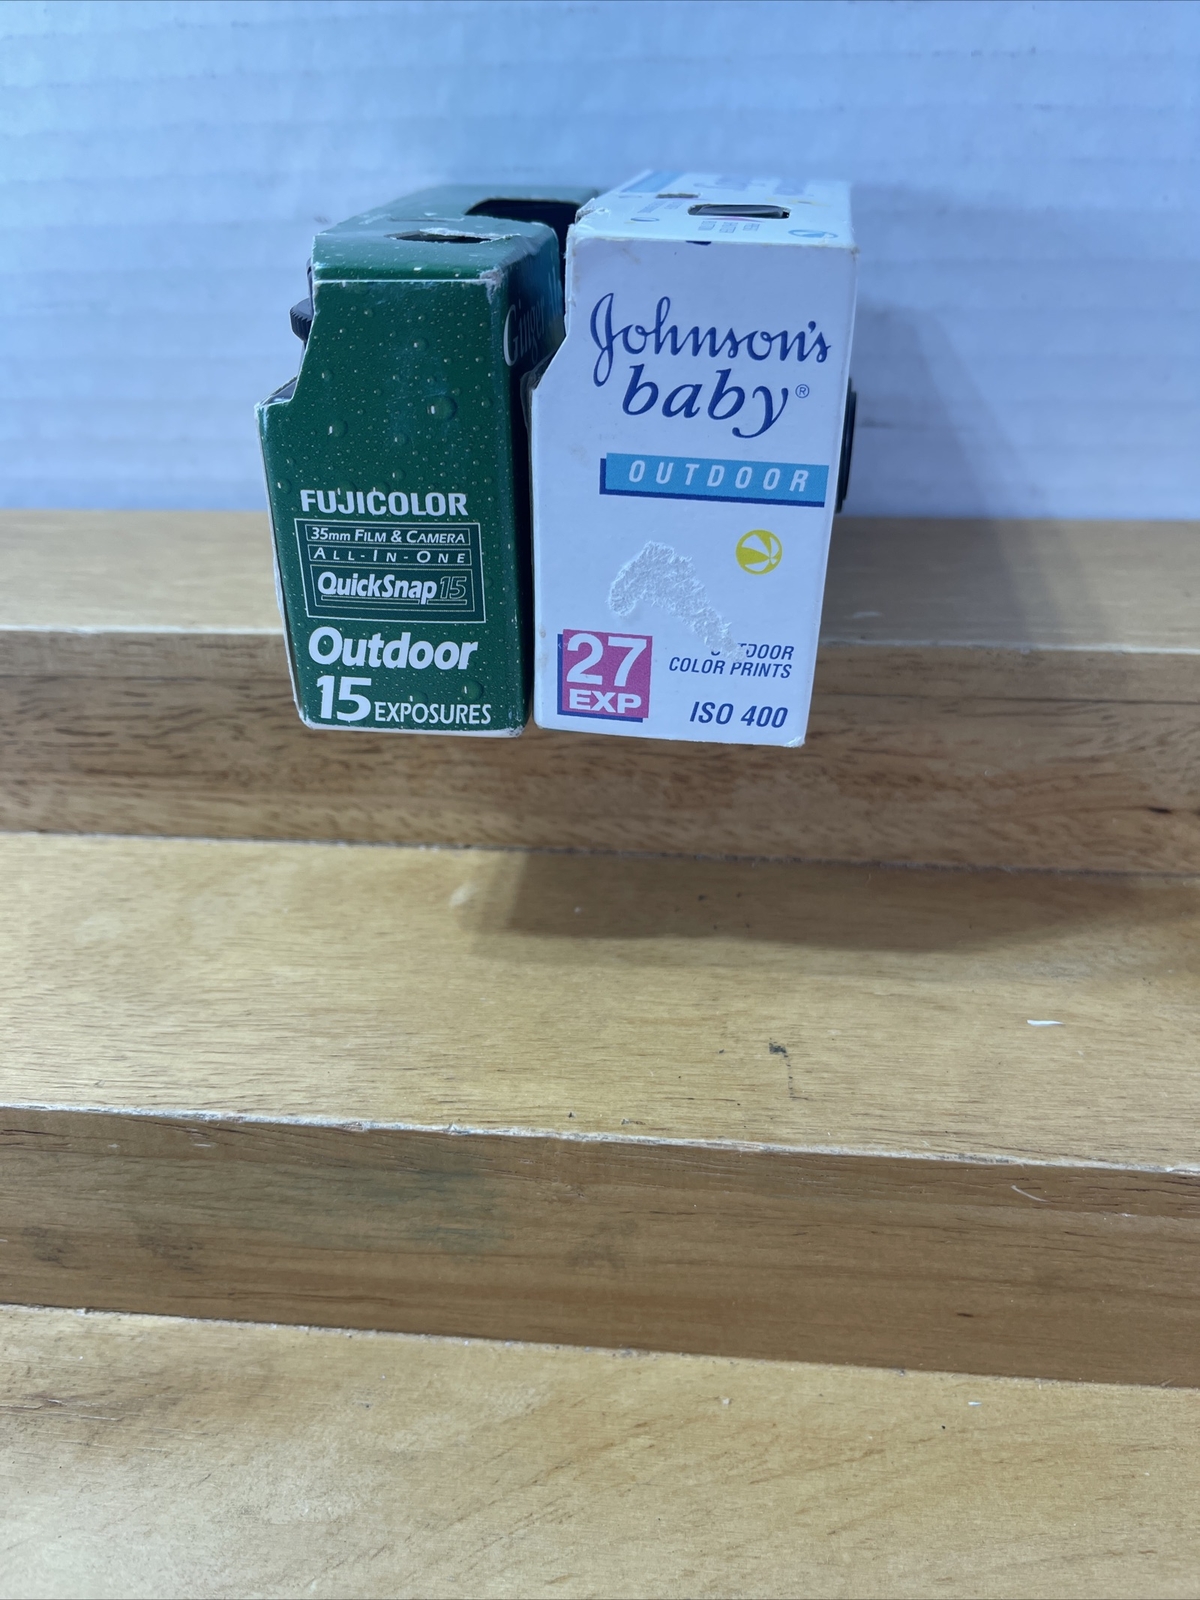 Ginger
FUJICOLOR
35mm FILM & CAMERA
ALL-IN-ONE
QuickSnap 15
Outdoor
15 EXPOSURES
Johnson's
baby®
OUTDOOR
27
EXP
COLOR PRINTS
ISO 400